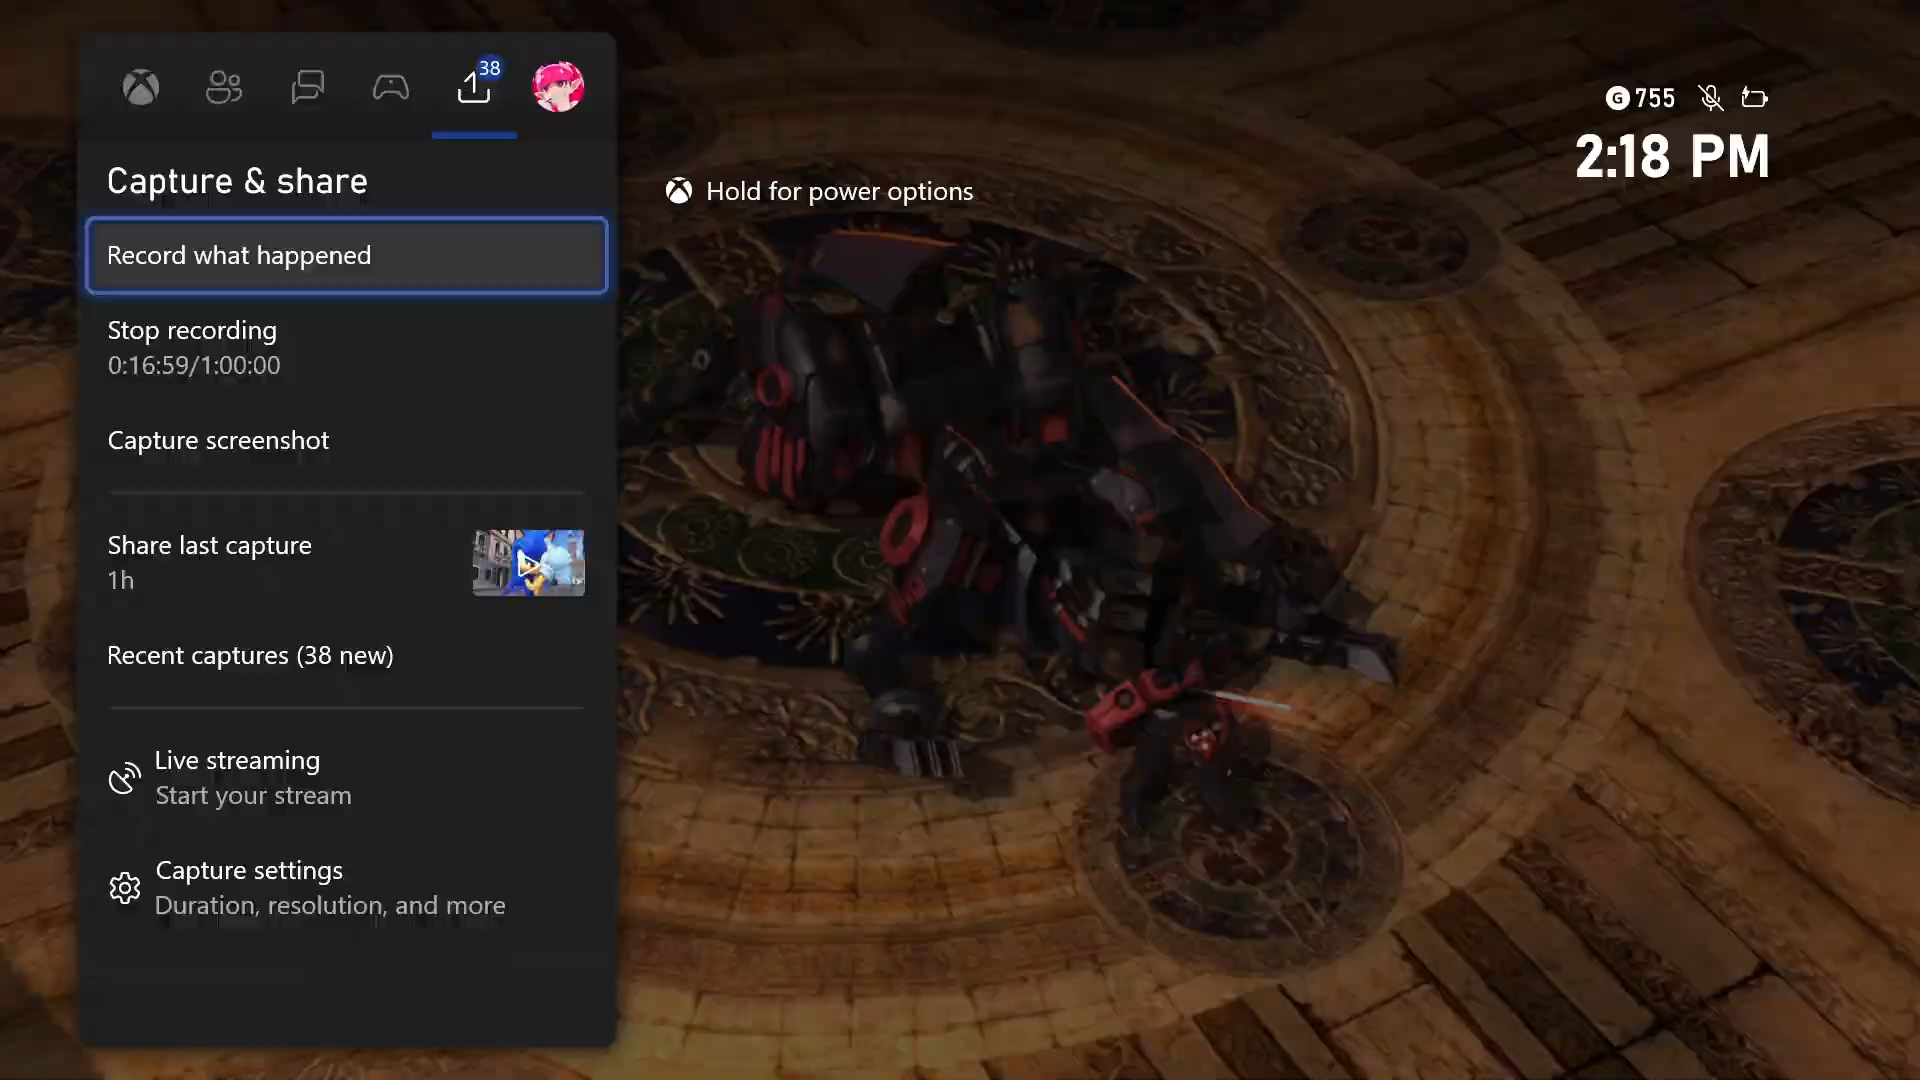 38
G 755
2:18 PM
Capture & share
Hold for power options
Record what happened
Stop recording
0:16:59/1:00:00
Capture screenshot
Share last capture
1h
Recent captures (38 new)
Live streaming
Start your stream
Capture settings
Duration, resolution, and more